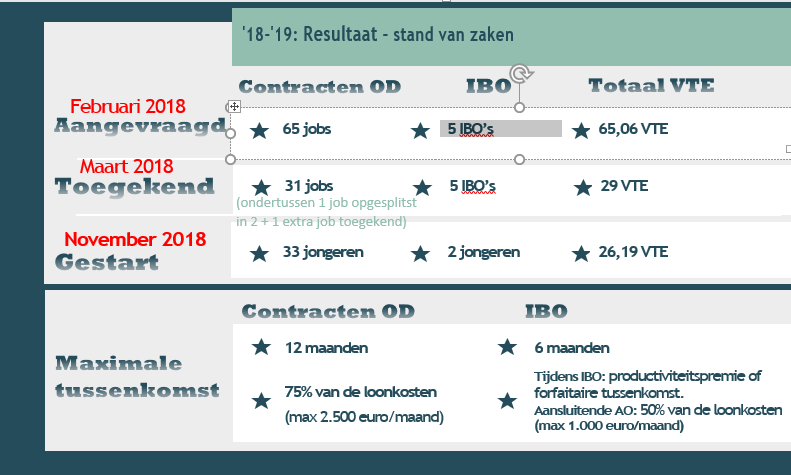 '18-'19: Resultaat - stand van zaken
Contracten OD IBO Totaal VTE
Februari 2018
Aangevraagd 65 jobs 5 IBO's 65,06 VTE
Maart 2018
Toegekend 31 jobs 5 IBO's 29 VTE
(ondertussen 1 job opgesplitst
in 2 + 1 extra job toegekend)
November 2018
Gestart 33 jongeren 2 jongeren 26,19 VTE
Contracten OD IBO
Maximale
tussenkomst
12 maanden 6 maanden
75% van de loonkosten
(max 2.500 euro/maand)
Tijdens IBO: productiviteitspremie of
forfaitaire tussenkomst.
Aansluitende AO: 50% van de loonkosten
(max 1.000 euro/maand)